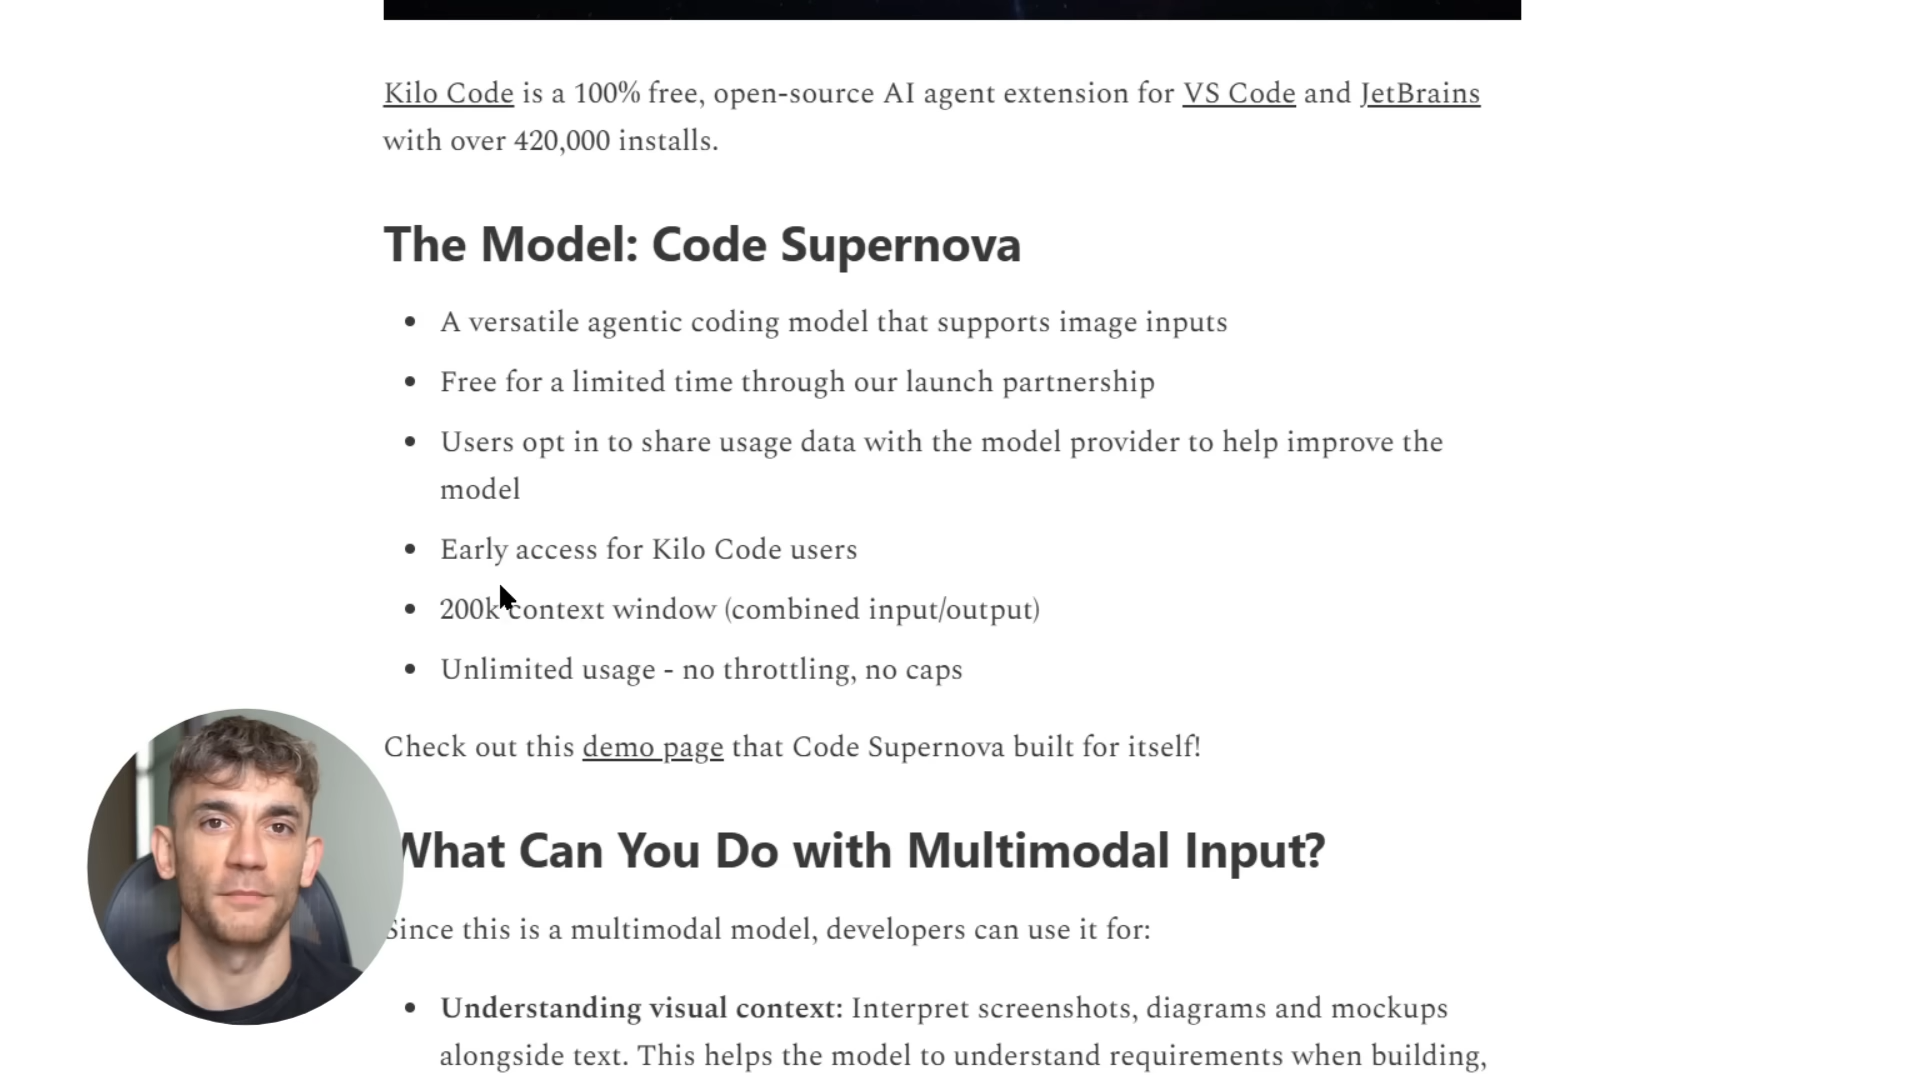 Kilo Code is a 100% free, open-source AI agent extension for VS Code and JetBrains
with over 420,000 installs.
The Model: Code Supernova
• A versatile agentic coding model that supports image inputs
• Free for a limited time through our launch partnership
• Users opt in to share usage data with the model provider to help improve the
model
• Early access for Kilo Code users
• 200k context window (combined input/output)
• Unlimited usage - no throttling, no caps
Check out this demo page that Code Supernova built for itself!
What Can You Do with Multimodal Input?
Since this is a multimodal model, developers can use it for:
• Understanding visual context: Interpret screenshots, diagrams and mockups
alongside text. This helps the model to understand requirements when building,